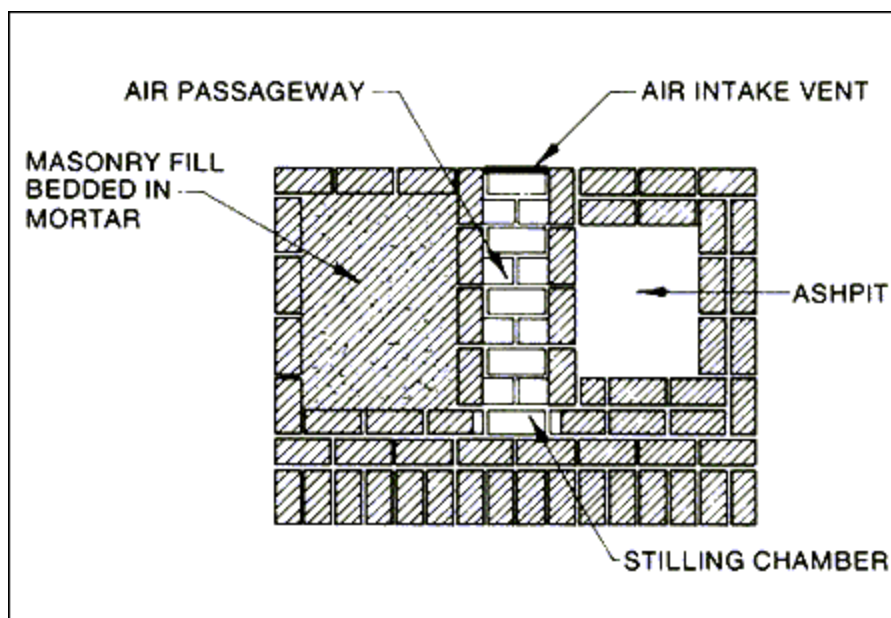 AIR PASSAGEWAY
AIR INTAKE VENT
MASONRY FILL
BEDDED IN
MORTAR
ASHPIT
STILLING CHAMBER